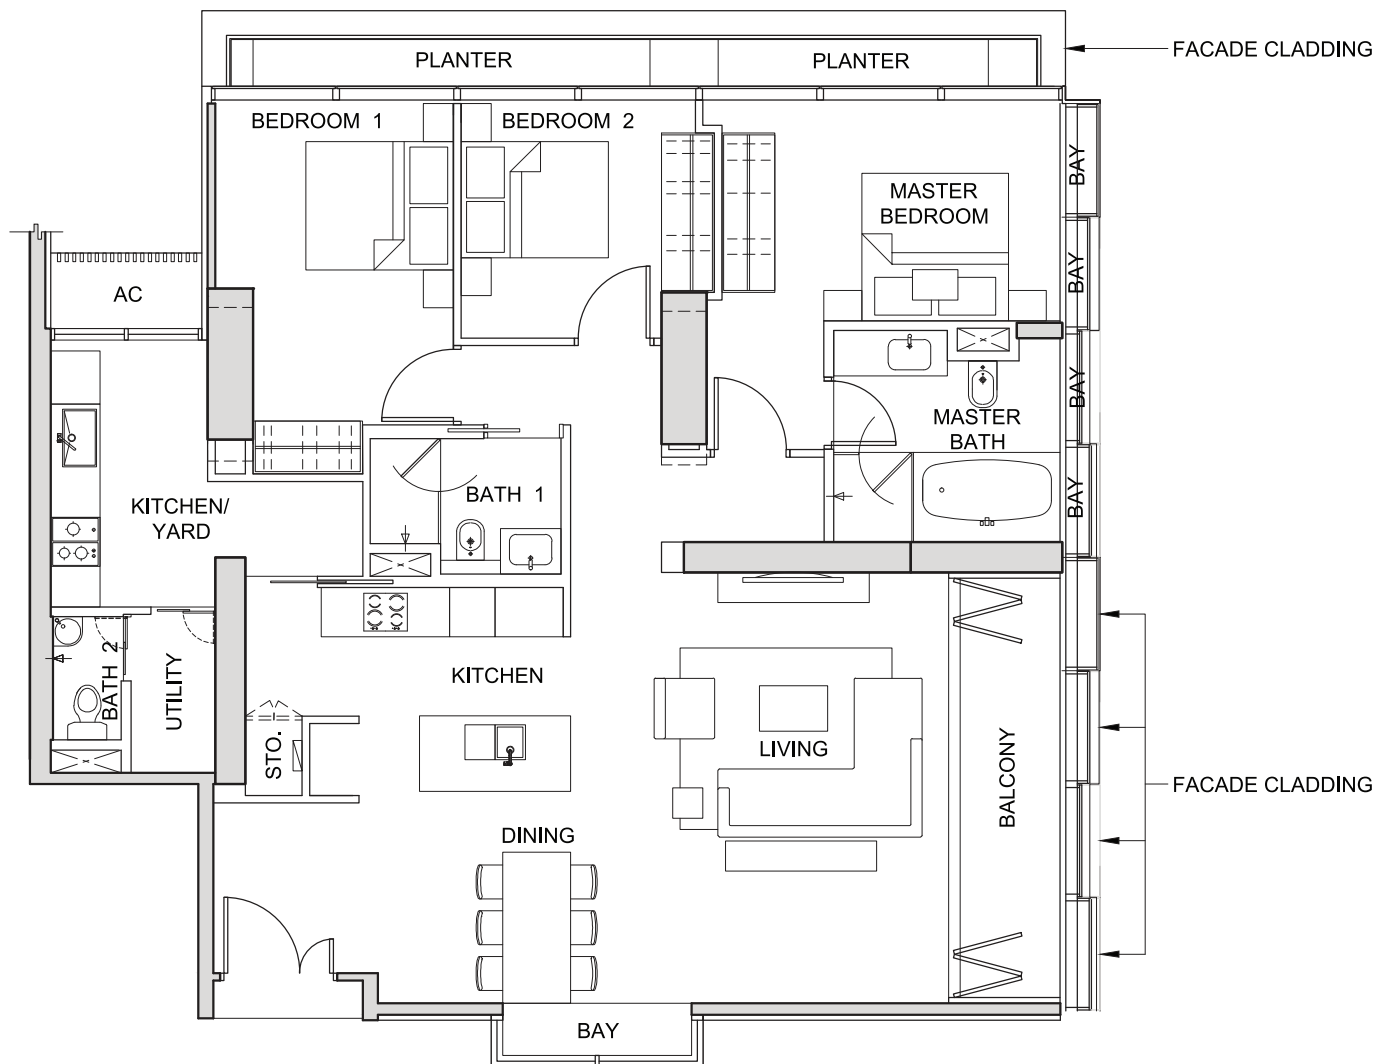 PLANTER
PLANTER
FACADE CLADDING
BEDROOM 1
BEDROOM 2
BAY
MASTER
BEDROOM
BAY
AC
BAY
MASTER
BATH
BATH 1
BAY
KITCHEN/
YARD
KITCHEN
BATH 2
UTILITY
STO.
LIVING
BALCONY
FACADE CLADDING
DINING
BAY